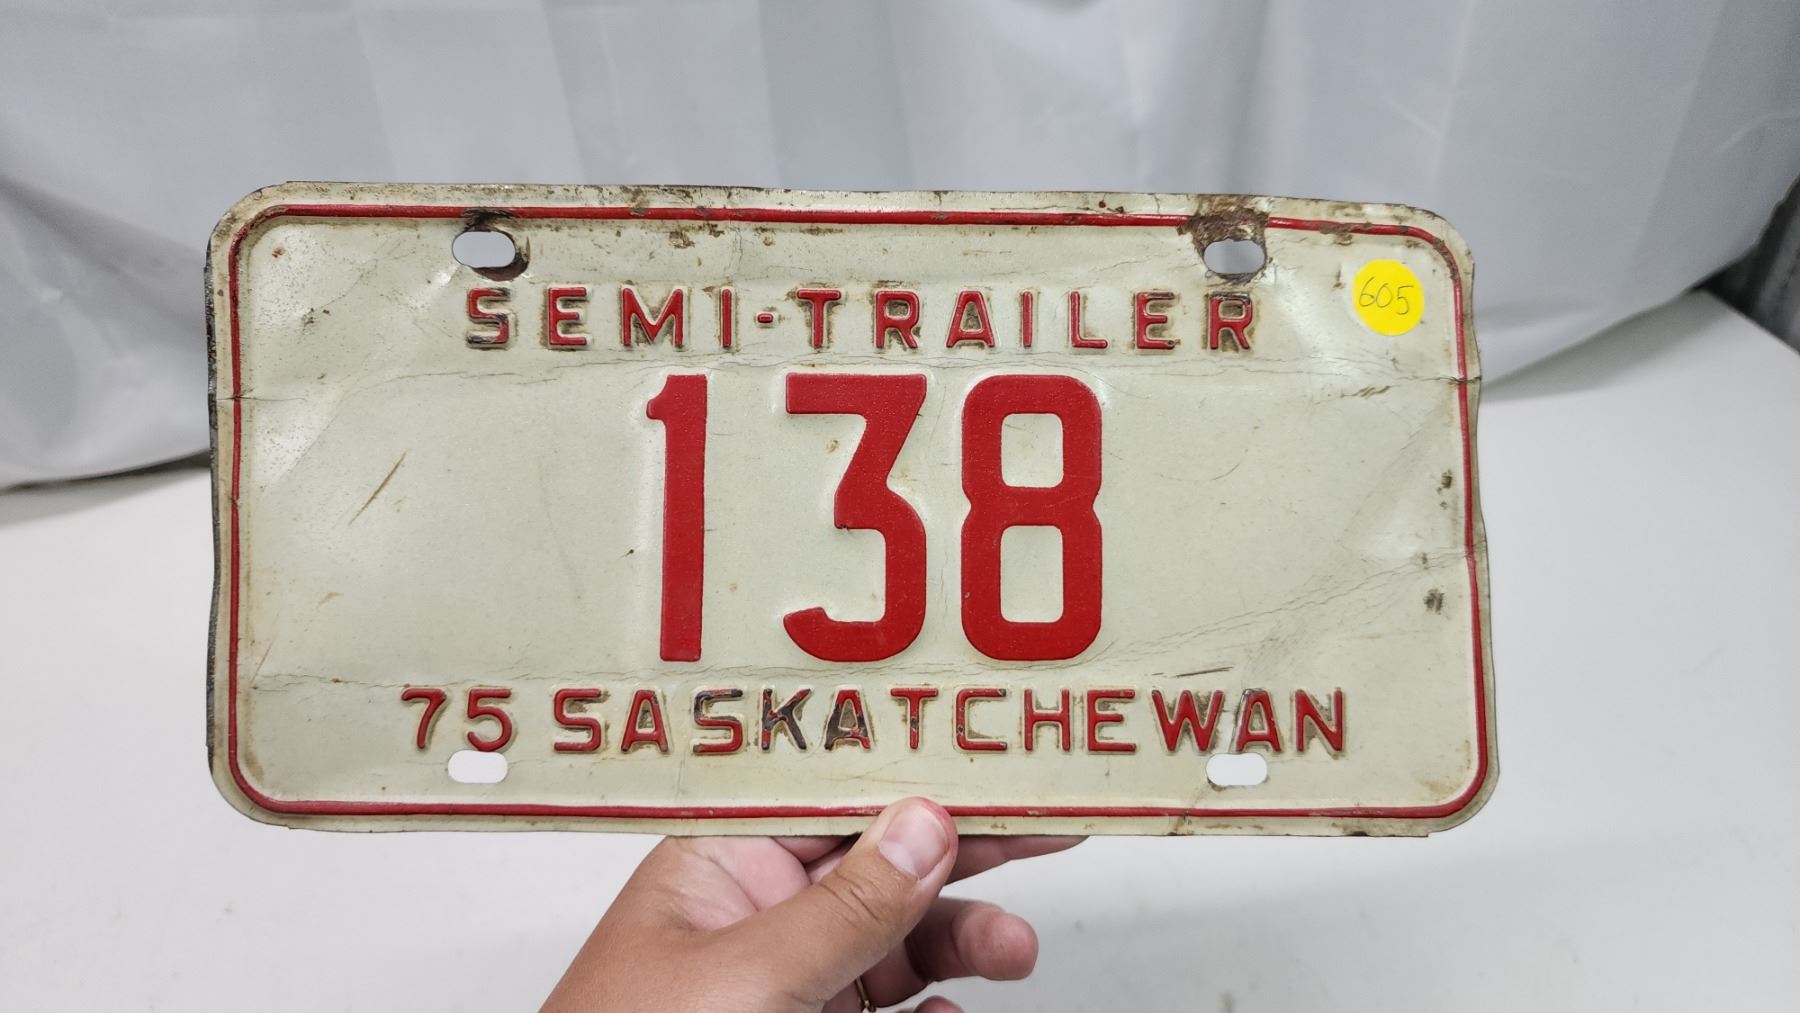 SEMI-TRAILER
605
138
75 SASKATCHEWAN